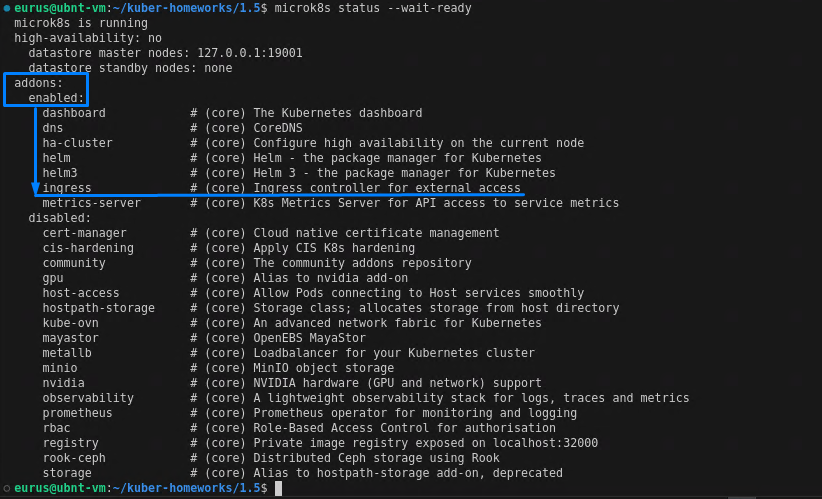 eurus@ubnt-vm:~/kuber-homeworks/1.5$ microk8s status --wait-ready
microk8s is running
high-availability: no
  datastore master nodes: 127.0.0.1:19001
  datastore standby nodes: none
addons:
  enabled:
    dashboard            # (core) The Kubernetes dashboard
    dns                  # (core) CoreDNS
    ha-cluster           # (core) Configure high availability on the current node
    helm                 # (core) Helm - the package manager for Kubernetes
    helm3                # (core) Helm 3 - the package manager for Kubernetes
    ingress              # (core) Ingress controller for external access
    metrics-server       # (core) K8s Metrics Server for API access to service metrics
  disabled:
    cert-manager         # (core) Cloud native certificate management
    cis-hardening        # (core) Apply CIS K8s hardening
    community            # (core) The community addons repository
    gpu                  # (core) Alias to nvidia add-on
    host-access          # (core) Allow Pods connecting to Host services smoothly
    hostpath-storage     # (core) Storage class; allocates storage from host directory
    kube-ovn             # (core) An advanced network fabric for Kubernetes
    mayastor             # (core) OpenEBS MayaStor
    metallb              # (core) Loadbalancer for your Kubernetes cluster
    minio                # (core) MinIO object storage
    nvidia               # (core) NVIDIA hardware (GPU and network) support
    observability        # (core) A lightweight observability stack for logs, traces and metrics
    prometheus           # (core) Prometheus operator for monitoring and logging
    rbac                 # (core) Role-Based Access Control for authorisation
    registry             # (core) Private image registry exposed on localhost:32000
    rook-ceph            # (core) Distributed Ceph storage using Rook
    storage              # (core) Alias to hostpath-storage add-on, deprecated
eurus@ubnt-vm:~/kuber-homeworks/1.5$